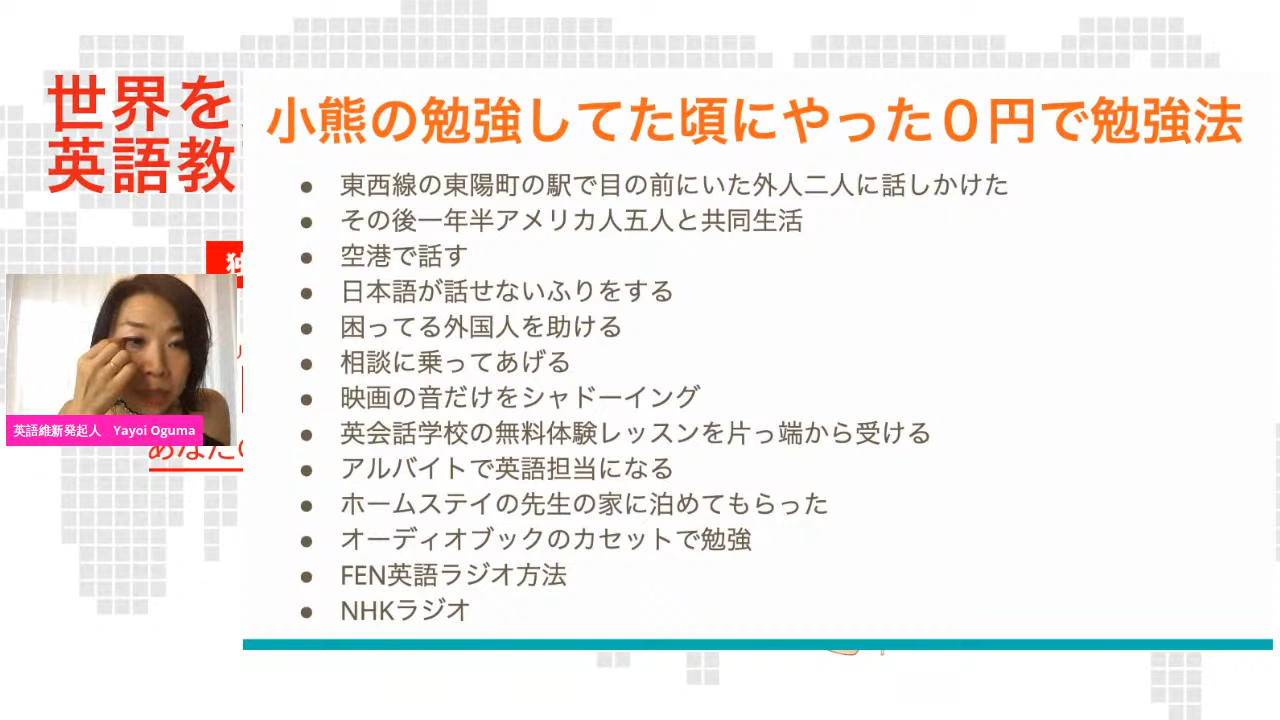 世界を
英語教
小熊の勉強してた頃にやった０円で勉強法
● 東西線の東陽町の駅で目の前にいた外人二人に話しかけた
● その後一年半アメリカ人五人と共同生活
● 空港で話す
● 日本語が話せないふりをする
● 困ってる外国人を助ける
● 相談に乗ってあげる
● 映画の音だけをシャドーイング
● 英会話学校の無料体験レッスンを片っ端から受ける
● アルバイトで英語担当になる
● ホームステイの先生の家に泊めてもらった
● オーディオブックのカセットで勉強
● FEN英語ラジオ方法
● NHKラジオ
英語維新発起人 Yayoi Oguma
あなた